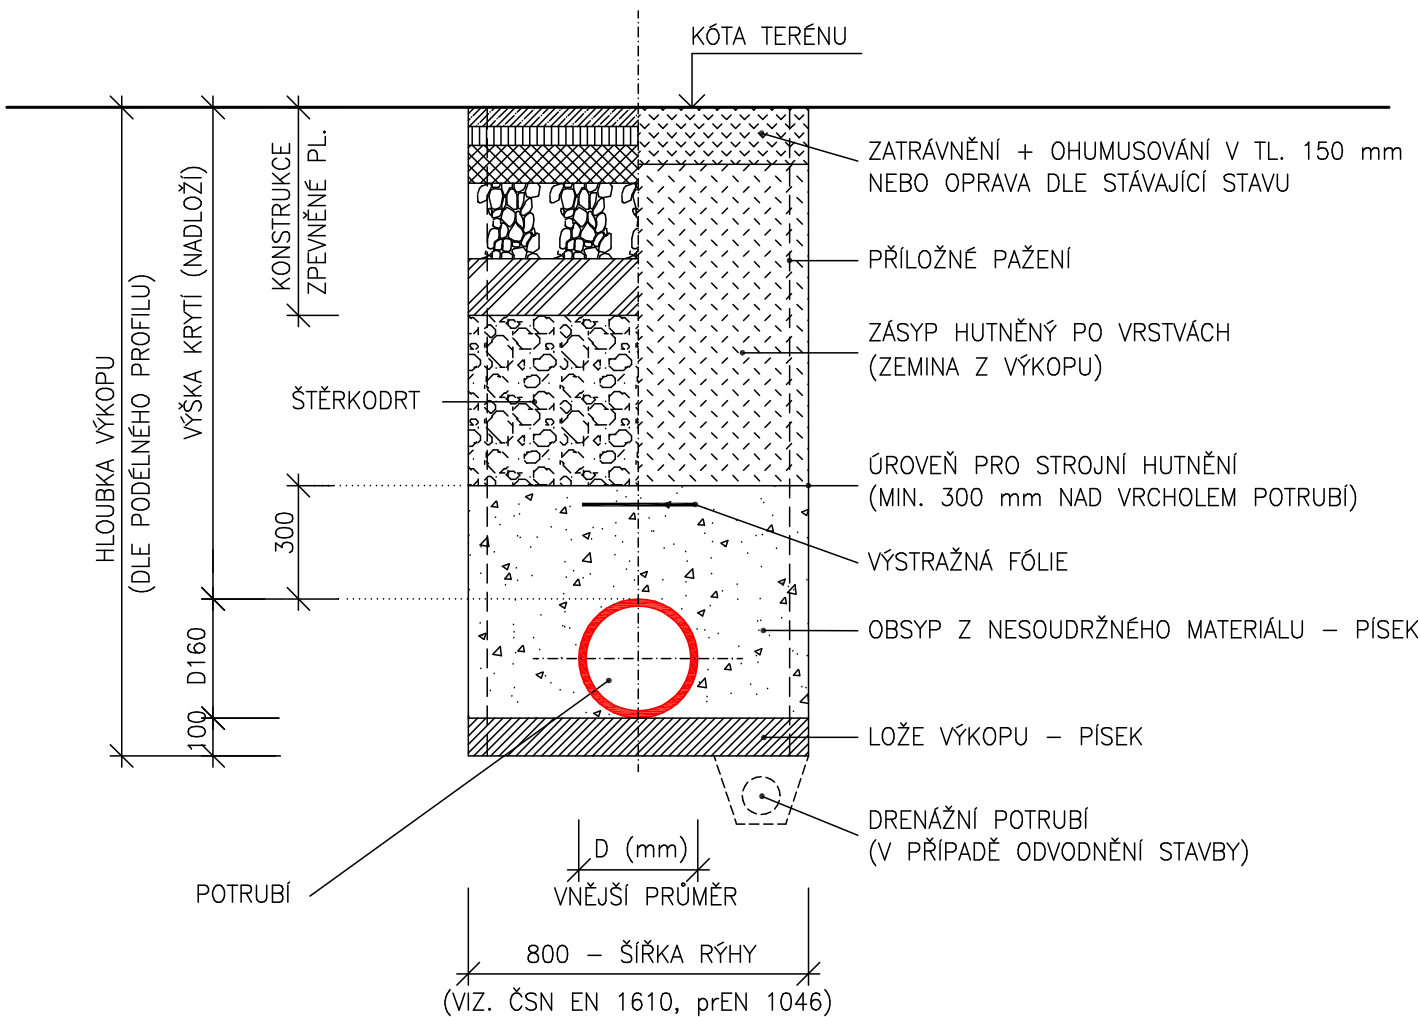 KÓTA TERÉNU
ZATRÁVNĚNÍ + OHUMUSOVÁNÍ V TL. 150 mm
NEBO OPRAVA DLE STÁVAJÍCÍ STAVU
PŘÍLOŽNÉ PAŽENÍ
ZÁSYP HUTNĚNÝ PO VRSTVÁCH
(ZEMINA Z VÝKOPU)
ÚROVEŇ PRO STROJNÍ HUTNĚNÍ
(MIN. 300 mm NAD VRCHOLEM POTRUBÍ)
VÝSTRAŽNÁ FÓLIE
OBSYP Z NESOUDRŽNÉHO MATERIÁLU – PÍSEK
LOŽE VÝKOPU – PÍSEK
DRENÁŽNÍ POTRUBÍ
(V PŘÍPADĚ ODVODNĚNÍ STAVBY)
HLOUBKA VÝKOPU
(DLE PODÉLNÉHO PROFILU)
VÝŠKA KRYTÍ (NADLOŽÍ)
KONSTRUKCE
ZPEVNĚNÉ PL.
ŠTĚRKODRT
300
D160
100
POTRUBÍ
D (mm)
VNĚJŠÍ PRŮMĚR
800 – ŠÍŘKA RÝHY
(VIZ. ČSN EN 1610, prEN 1046)